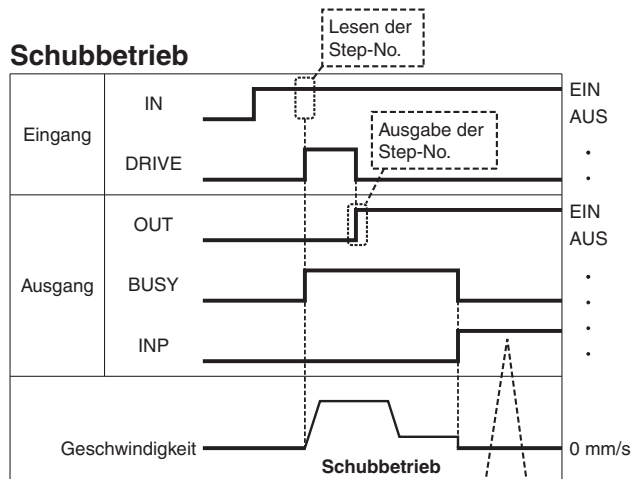 Lesen der
Step-No.
Schubbetrieb
IN
EIN
AUS
Eingang
Ausgabe der
Step-No.
DRIVE
OUT
EIN
AUS
Ausgang
BUSY
INP
Geschwindigkeit
0 mm/s
Schubbetrieb